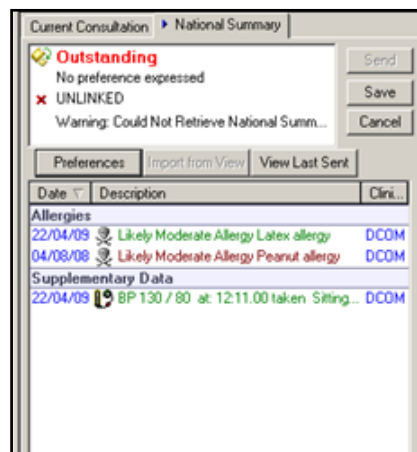 Current Consultation National Summary
Outstanding Send
No preference expressed
UNLINKED Save
Warning: Could Not Retrieve National Summ... Cancel
Preferences Import from View View Last Sent
Date Description Clini...
Allergies
22/04/09 Likely Moderate Allergy Latex allergy DCOM
04/08/08 Likely Moderate Allergy Peanut allergy DCOM
Supplementary Data
22/04/09 BP 130 / 80 at: 12:11.00 taken Sitting... DCOM